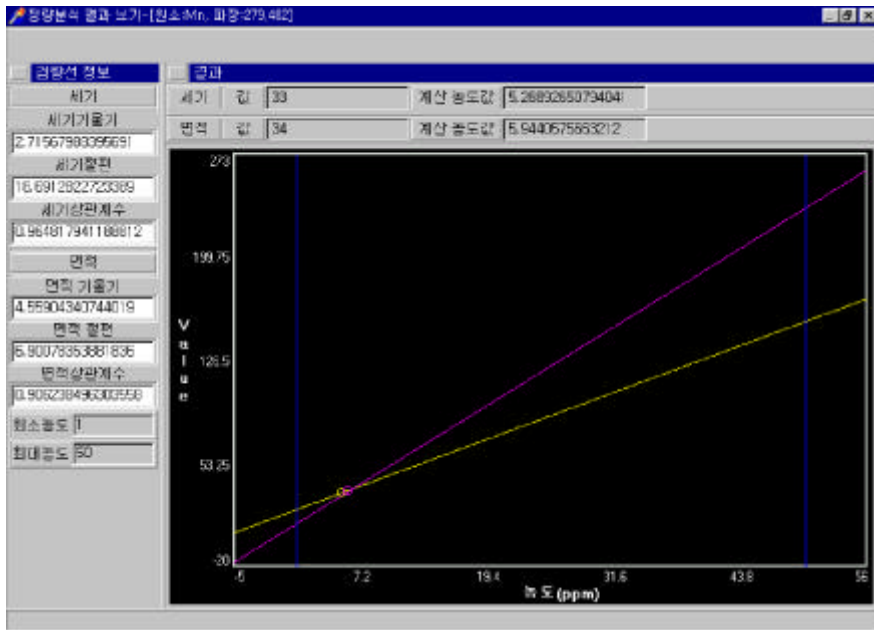 정량분석 결과 보기-[원소:Mn, 파장:279,482]
검량선 정보
결과
세기
세기 값 33 계산 농도값 5.2689265079404
면적 값 34 계산 농도값 5.9440575663212
세기기울기
2.7156798339569
세기절편
18.6912822723389
세기상관계수
0.964817941188812
면적
면적 기울기
4.55904340744019
면적 절편
6.90078353881836
면적상관계수
0.906238496303558
최소농도 1
최대농도 50
273
199.75
126.5
53.25
-20
Value
-5 7.2 19.4 31.6 43.8 56
농도(ppm)